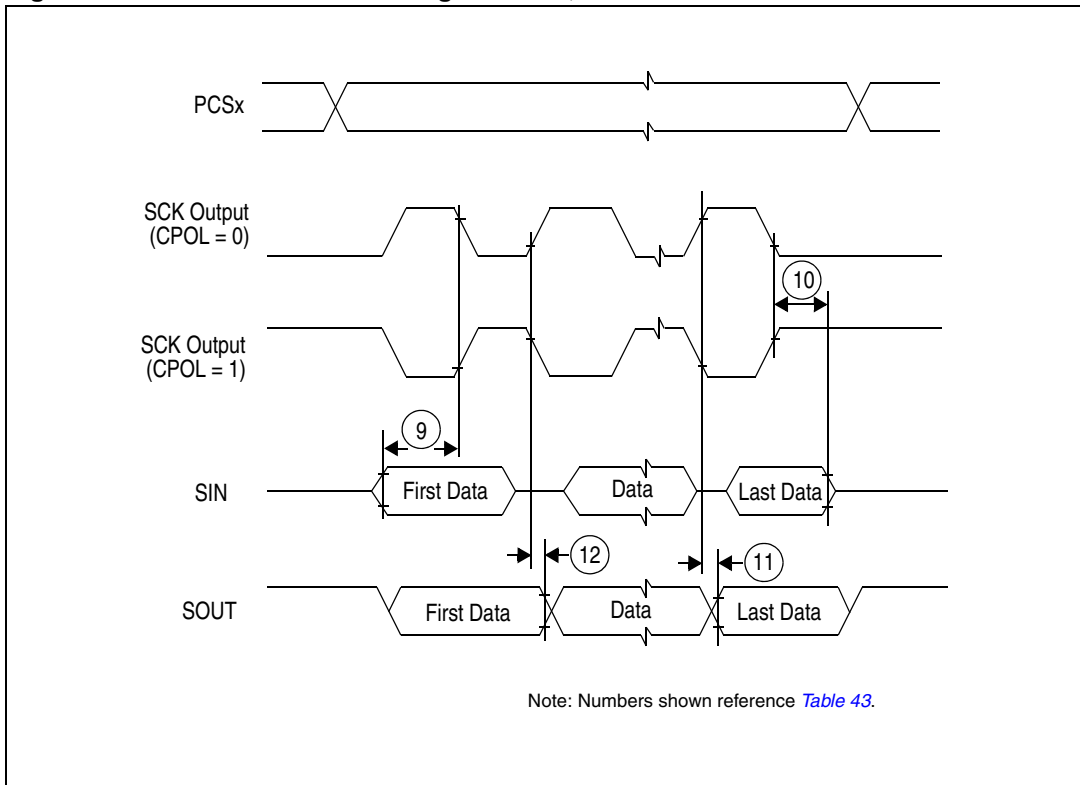 PCSx
SCK Output
(CPOL = 0)
10
SCK Output
(CPOL = 1)
9
SIN
First Data
Data
Last Data
12
11
SOUT
First Data
Data
Last Data
Note: Numbers shown reference Table 43.